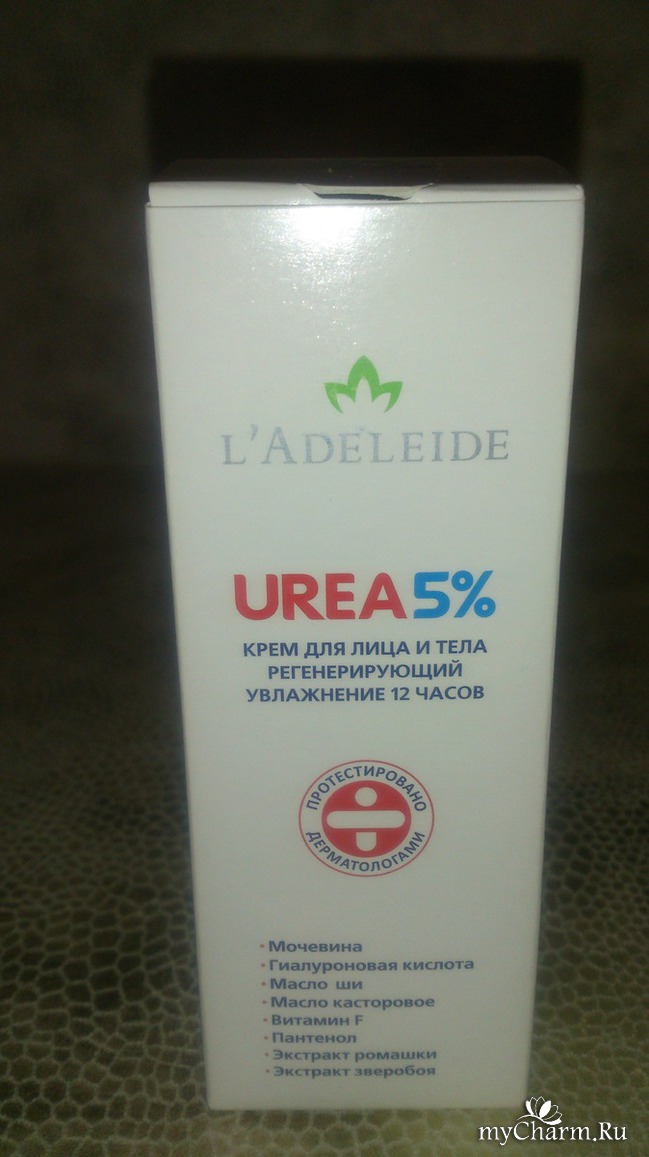 L'ADELEIDE
UREA 5%
КРЕМ ДЛЯ ЛИЦА И ТЕЛА
РЕГЕНЕРИРУЮЩИЙ
УВЛАЖНЕНИЕ 12 ЧАСОВ
ПРОТЕСТИРОВАНО
ДЕРМАТОЛОГАМИ
• Мочевина
• Гиалуроновая кислота
• Масло ши
• Масло касторовое
• Витамин F
• Пантенол
• Экстракт ромашки
• Экстракт зверобоя
myCharm.Ru